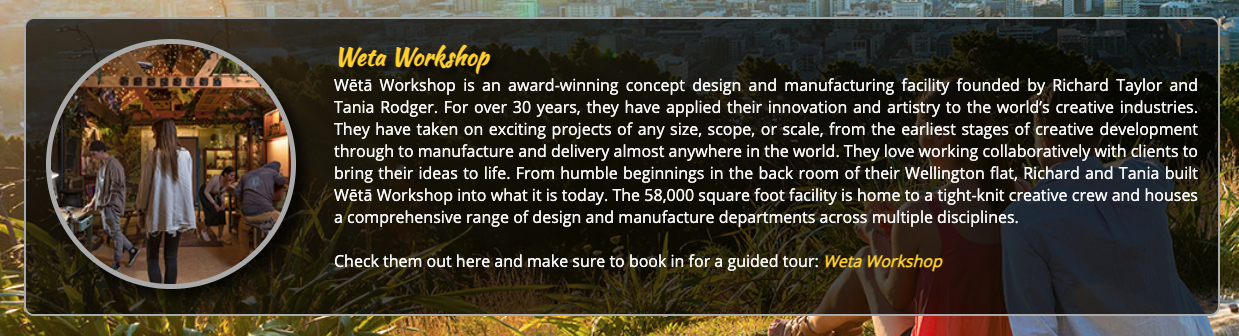 Weta Workshop
Wētā Workshop is an award-winning concept design and manufacturing facility founded by Richard Taylor and
Tania Rodger. For over 30 years, they have applied their innovation and artistry to the world's creative industries.
They have taken on exciting projects of any size, scope, or scale, from the earliest stages of creative development
through to manufacture and delivery almost anywhere in the world. They love working collaboratively with clients to
bring their ideas to life. From humble beginnings in the back room of their Wellington flat, Richard and Tania built
Wētā Workshop into what it is today. The 58,000 square foot facility is home to a tight-knit creative crew and houses
a comprehensive range of design and manufacture departments across multiple disciplines.
Check them out here and make sure to book in for a guided tour: Weta Workshop